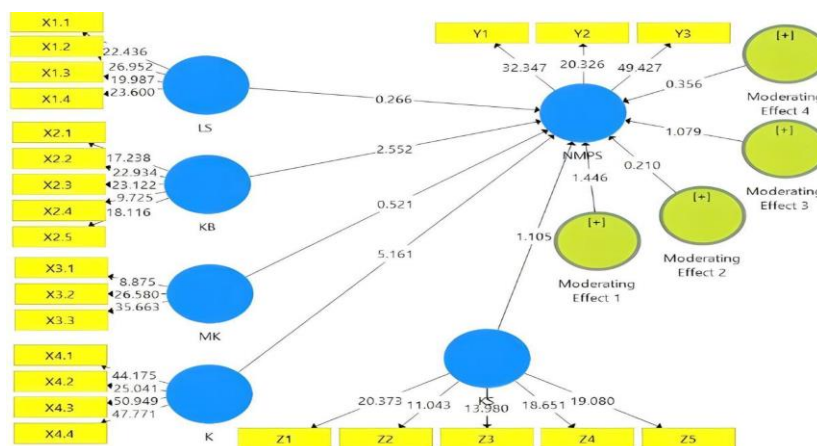 X1.1
X1.2
X1.3
X1.4
22.436
26.952
19.987
23.600
LS
0.266
X2.1
X2.2
X2.3
X2.4
X2.5
17.238
22.934
23.122
9.725
18.116
KB
2.552
X3.1
X3.2
X3.3
8.875
26.580
35.663
MK
0.521
X4.1
X4.2
X4.3
X4.4
44.175
25.041
50.949
47.771
K
5.161
Y1
Y2
Y3
32.347
20.326
49.427
NMPS
[+]
0.356
Moderating
Effect 4
[+]
1.079
Moderating
Effect 3
[+]
0.210
Moderating
Effect 2
[+]
1.446
Moderating
Effect 1
1.105
KS
20.373
11.043
13.980
18.651
19.080
Z1
Z2
Z3
Z4
Z5